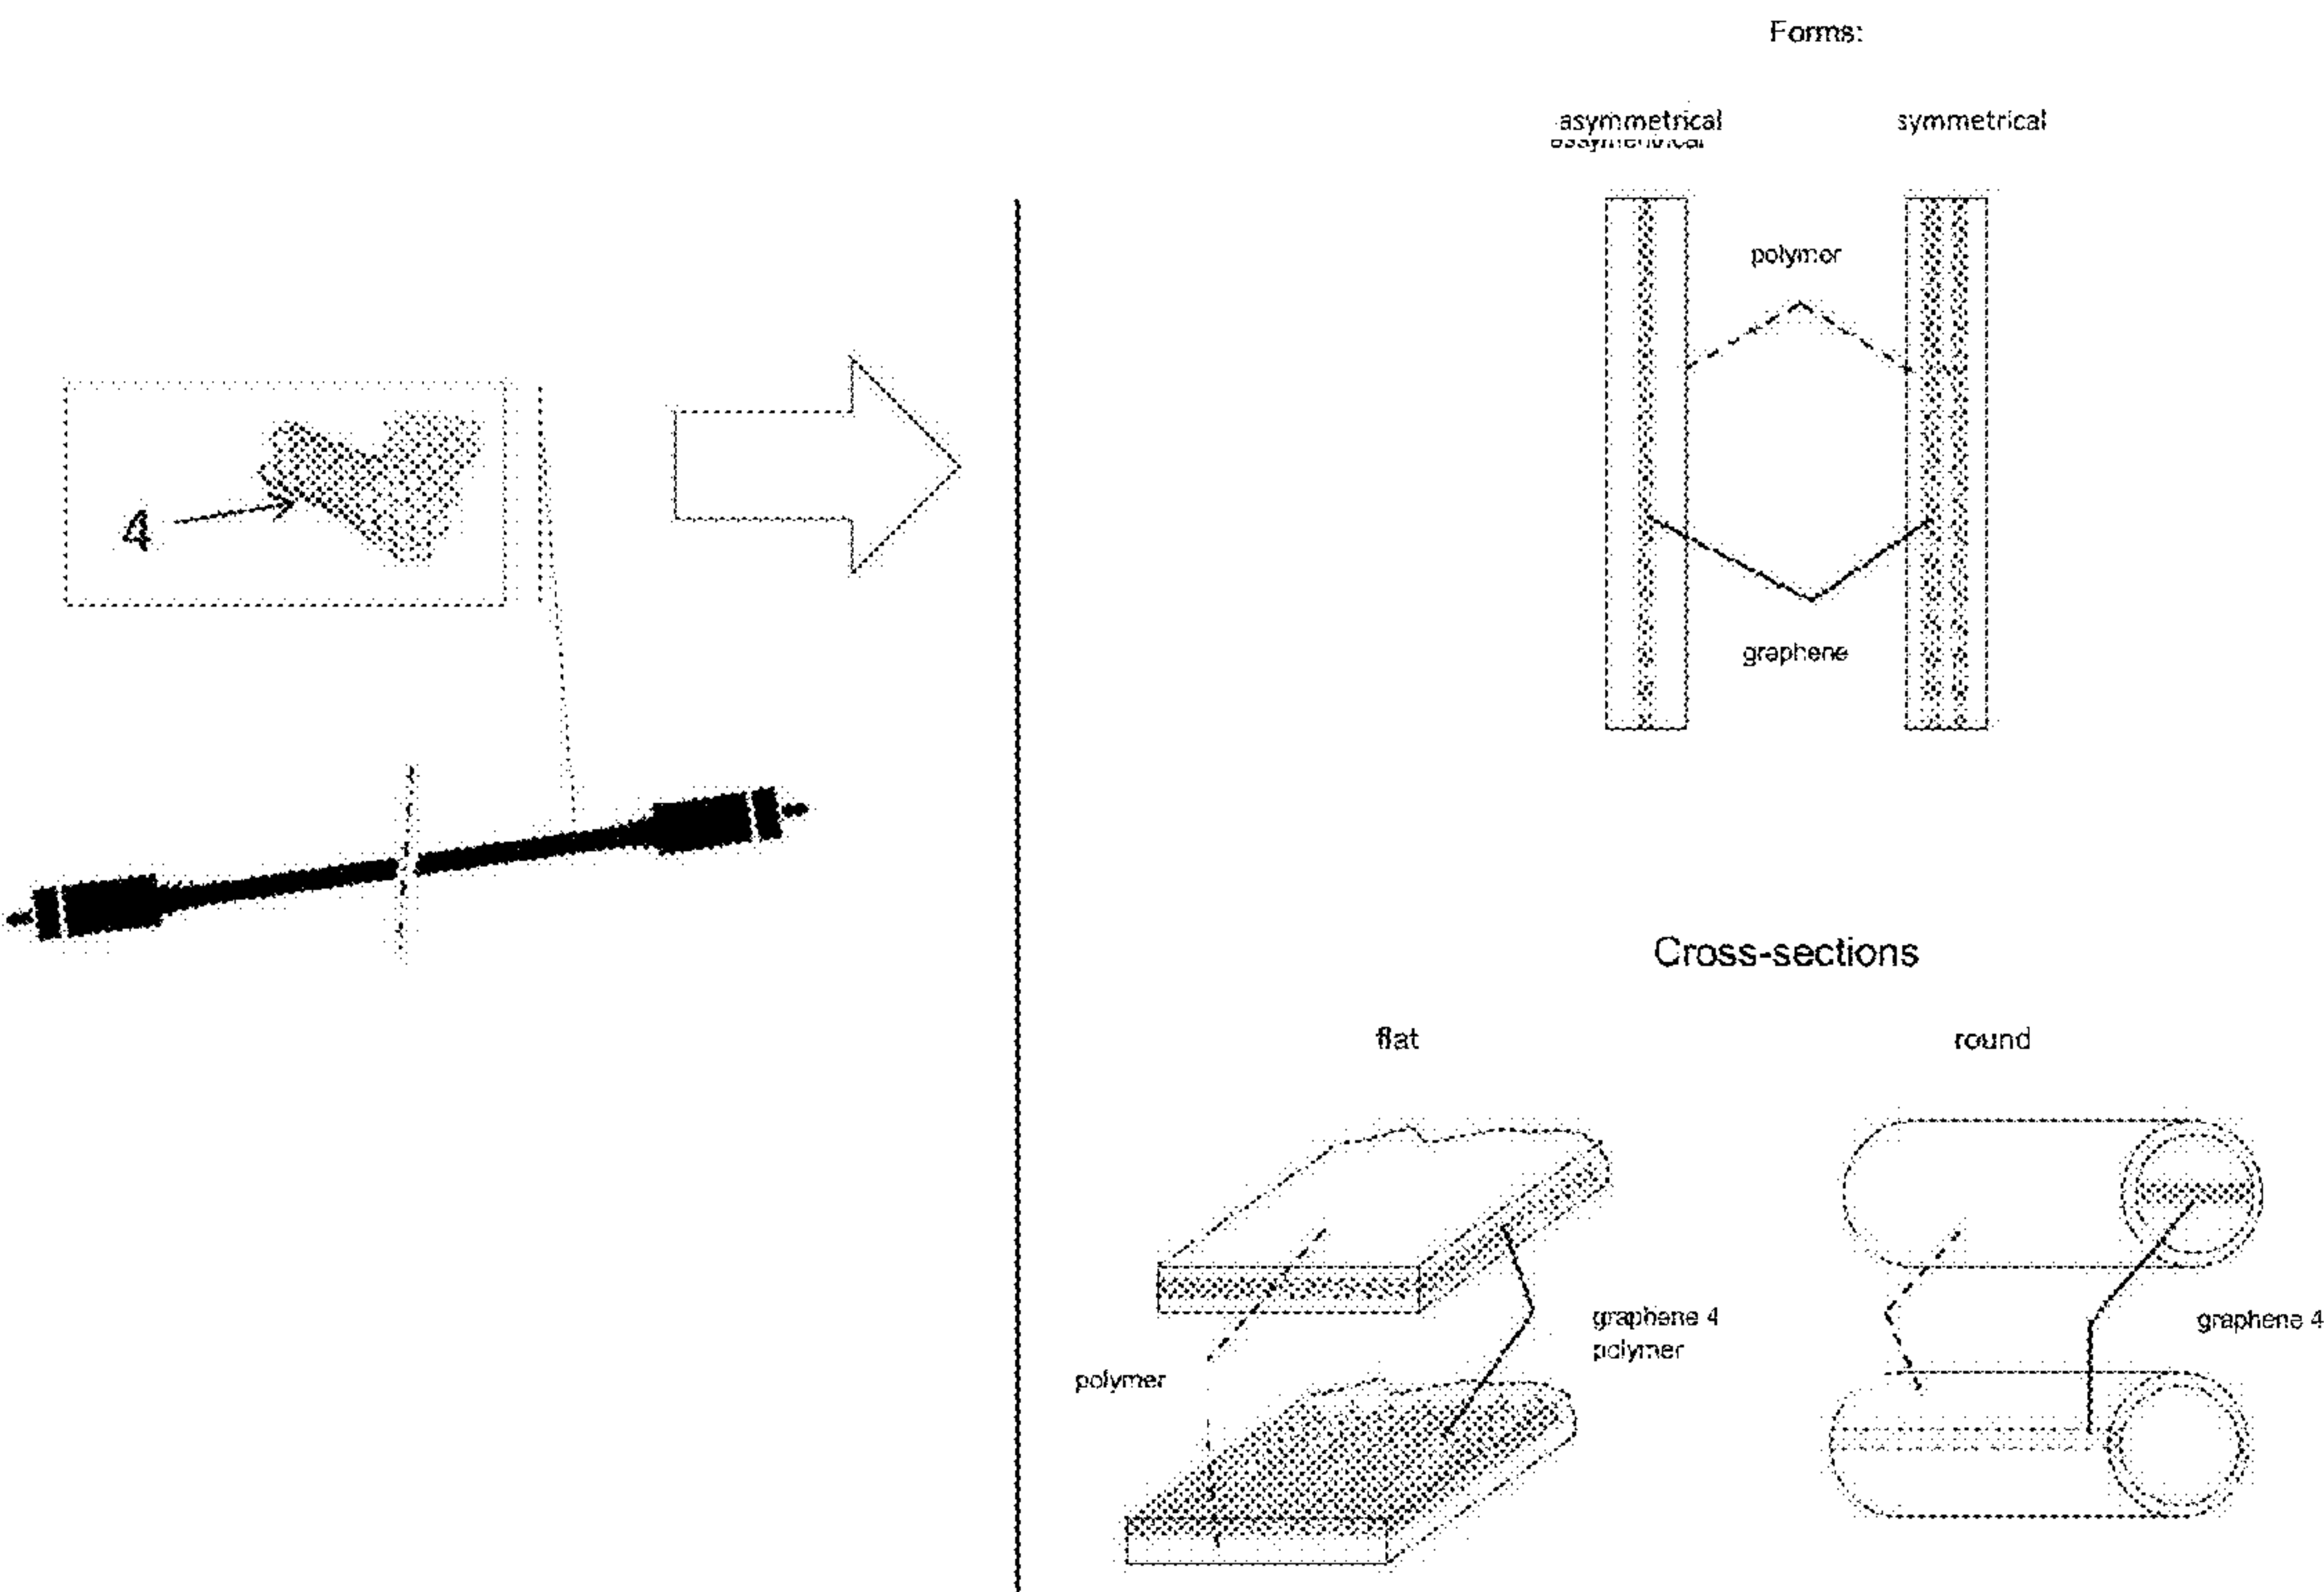 Forms:
asymmetrical
symmetrical
polymer
4
graphene
Cross-sections
flat
round
graphene 4
polymer
graphene 4
polymer